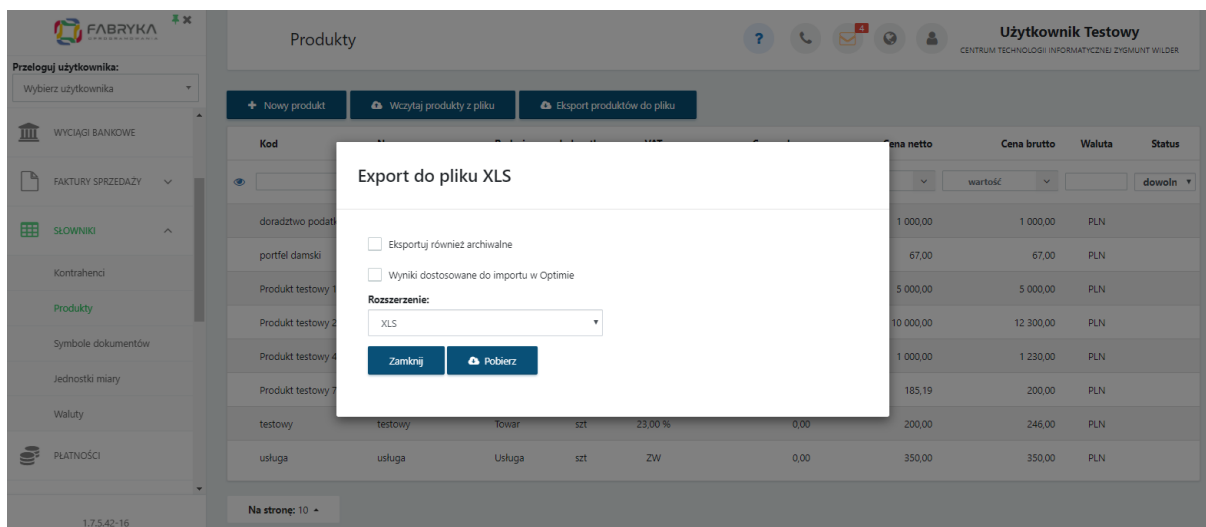 FABRYKA
OPROGRAMOWANIA
Przeloguj użytkownika:
Wybierz użytkownika
WYCIĄGI BANKOWE
FAKTURY SPRZEDAŻY
SŁOWNIKI
Kontrahenci
Produkty
Symbole dokumentów
Jednostki miary
Waluty
PŁATNOŚCI
1.7.5.42-16
Produkty
? 4
Użytkownik Testowy
CENTRUM TECHNOLOGII INFORMATYCZNEJ ZYGMUNT WILDER
+ Nowy produkt Wczytaj produkty z pliku Eksport produktów do pliku
Kod Cena netto Cena brutto Waluta Status
wartość dowoln
Export do pliku XLS
Eksportuj również archiwalne
Wyniki dostosowane do importu w Optimie
Rozszerzenie:
XLS
Zamknij Pobierz
doradztwo podatk 1 000,00 1 000,00 PLN
portfel damski 67,00 67,00 PLN
Produkt testowy 1 5 000,00 5 000,00 PLN
Produkt testowy 2 10 000,00 12 300,00 PLN
Produkt testowy 4 1 000,00 1 230,00 PLN
Produkt testowy 7 185,19 200,00 PLN
testowy testowy Towar szt 23,00 % 0,00 200,00 246,00 PLN
usługa usługa Usługa szt ZW 0,00 350,00 350,00 PLN
Na stronę: 10